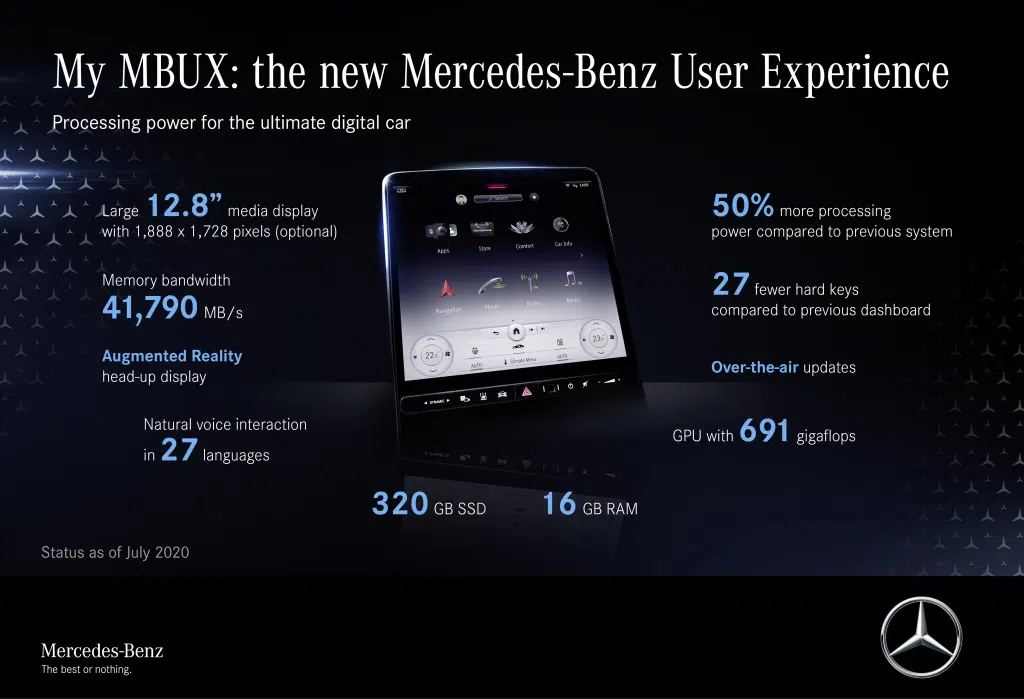 My MBUX: the new Mercedes-Benz User Experience
Processing power for the ultimate digital car
Large 12.8” media display
with 1,888 x 1,728 pixels (optional)
Memory bandwidth
41,790 MB/s
Augmented Reality
head-up display
Natural voice interaction
in 27 languages
Search
Apps
Store
Comfort
Car Info
Navigation
Phone
Radio
Media
22
23
AUTO
Climate Menu
AUTO
DYNAMIC
50% more processing
power compared to previous system
27 fewer hard keys
compared to previous dashboard
Over-the-air updates
GPU with 691 gigaflops
320 GB SSD
16 GB RAM
Status as of July 2020
Mercedes-Benz
The best or nothing.